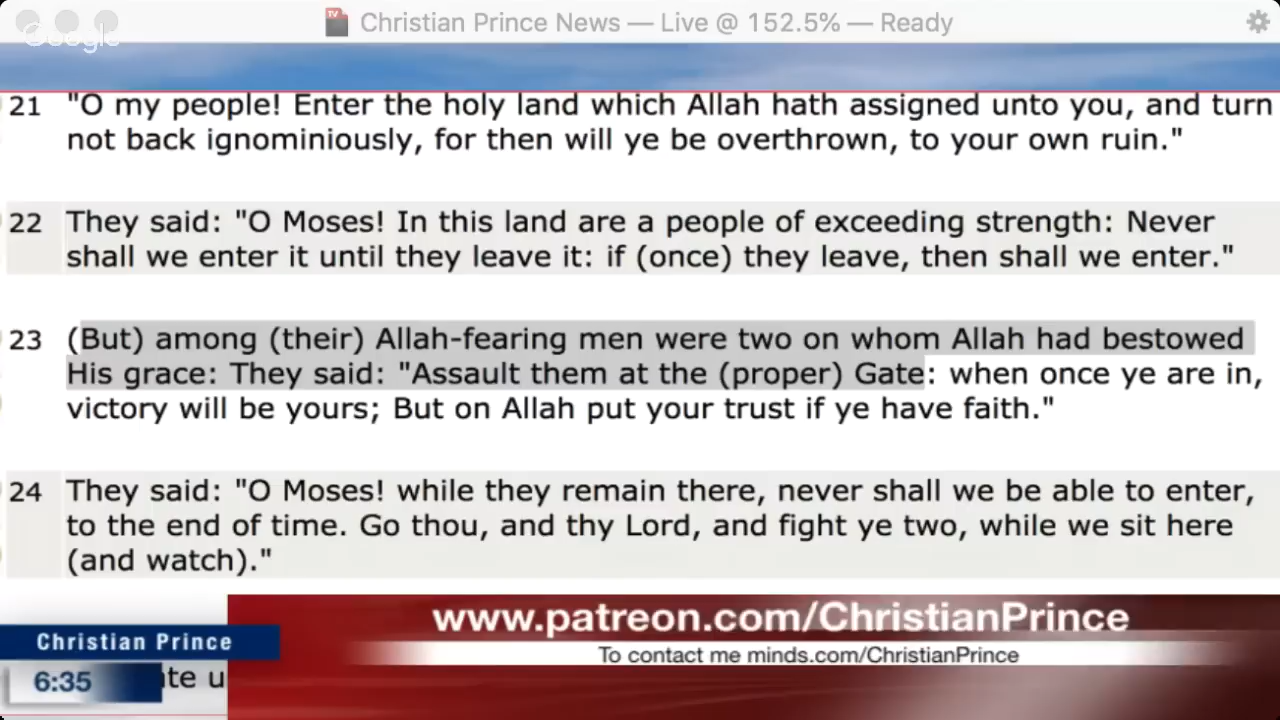 Christian Prince News — Live @ 152.5% — Ready
Google
21 "O my people! Enter the holy land which Allah hath assigned unto you, and turn
not back ignominiously, for then will ye be overthrown, to your own ruin."
22 They said: "O Moses! In this land are a people of exceeding strength: Never
shall we enter it until they leave it: if (once) they leave, then shall we enter."
23 (But) among (their) Allah-fearing men were two on whom Allah had bestowed
His grace: They said: "Assault them at the (proper) Gate: when once ye are in,
victory will be yours; But on Allah put your trust if ye have faith."
24 They said: "O Moses! while they remain there, never shall we be able to enter,
to the end of time. Go thou, and thy Lord, and fight ye two, while we sit here
(and watch)."
www.patreon.com/ChristianPrince
Christian Prince
To contact me minds.com/ChristianPrince
6:35